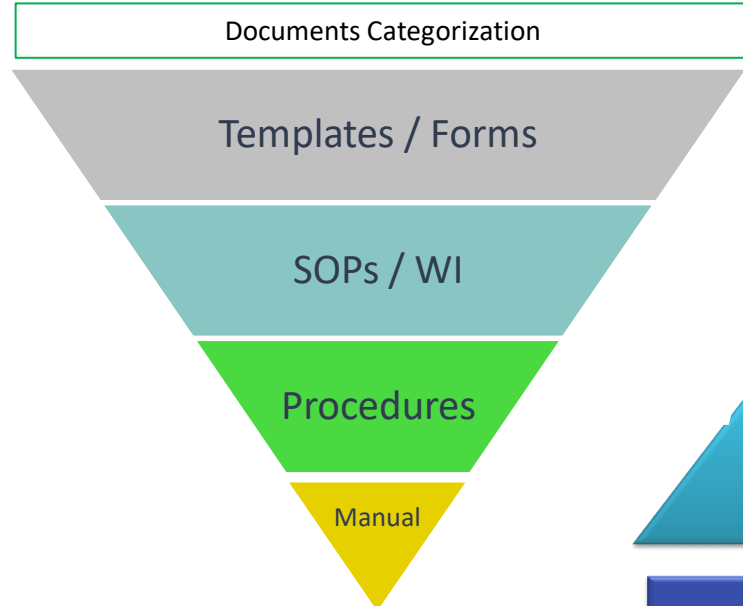 Documents Categorization
Templates / Forms
SOPs / WI
Procedures
Manual